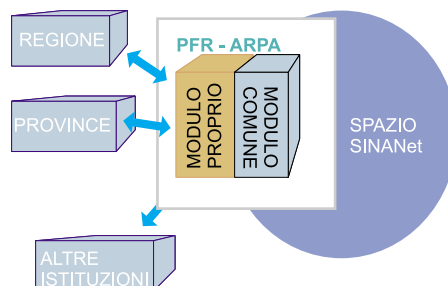 REGIONE
PFR - ARPA
MODULO
PROPRIO
MODULO
COMUNE
PROVINCE
SPAZIO
SINANet
ALTRE
ISTITUZIONI